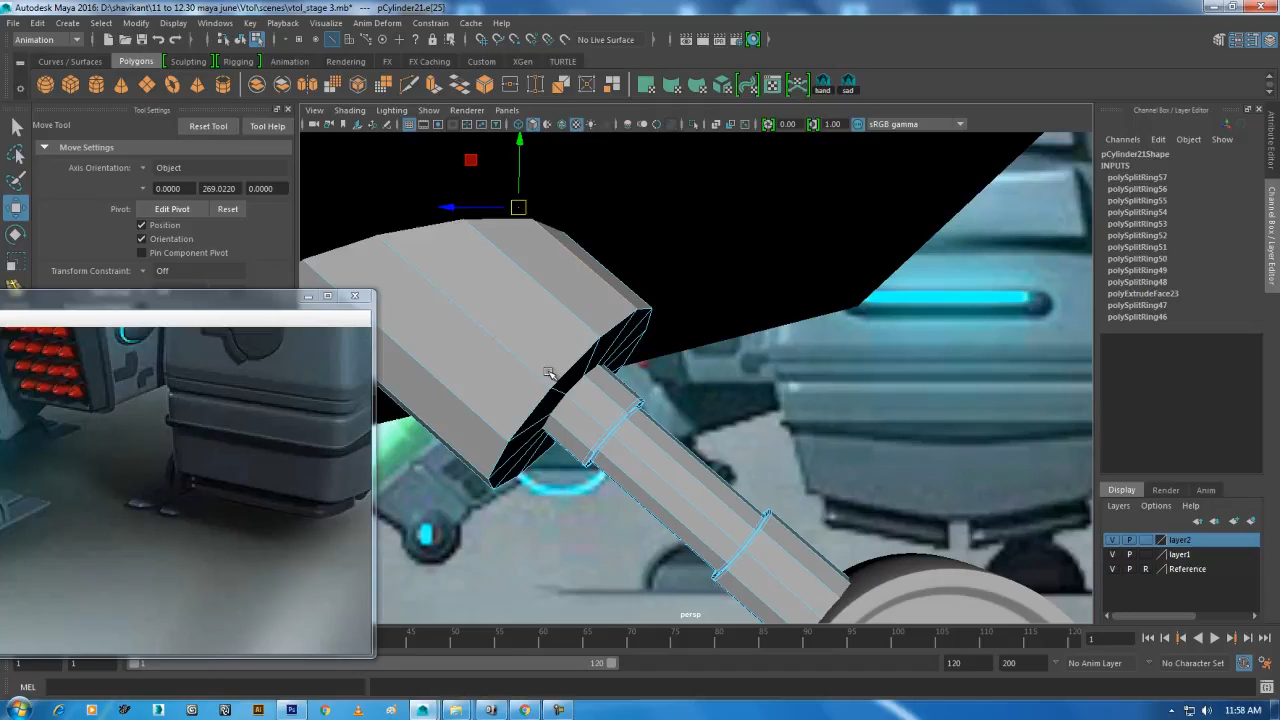 Autodesk Maya 2016: D:\shavikant\11 to 12.30 maya june\Vtol\scenes\vtol_stage 3.mb* --- pCylinder21.e[25]
File Edit Create Select Modify Display Windows Key Playback Visualize Anim Deform Constrain Cache Help
Animation No Live Surface
Curves / Surfaces Polygons Sculpting Rigging Animation Rendering FX FX Caching Custom XGen TURTLE
hand sad
Tool Settings
Move Tool Reset Tool Tool Help
Move Settings
Axis Orientation: Object
0.0000 269.0220 0.0000
Pivot: Edit Pivot Reset
Position
Orientation
Pin Component Pivot
Transform Constraint: Off
View Shading Lighting Show Renderer Panels
0.00 1.00 sRGB gamma
persp
Channel Box / Layer Editor
Channels Edit Object Show
pCylinder21Shape
INPUTS
polySplitRing57
polySplitRing56
polySplitRing55
polySplitRing54
polySplitRing53
polySplitRing52
polySplitRing51
polySplitRing50
polySplitRing49
polySplitRing48
polyExtrudeFace23
polySplitRing47
polySplitRing46
Channel Box / Layer Editor
Attribute Editor
Display Render Anim
Layers Options Help
V P layer2
V P layer1
V P R Reference
45 50 55 60 65 70 75 80 85 90 95 100 105 110 115 120 1
1 1 1 120 120 200 No Anim Layer No Character Set
MEL
11:58 AM